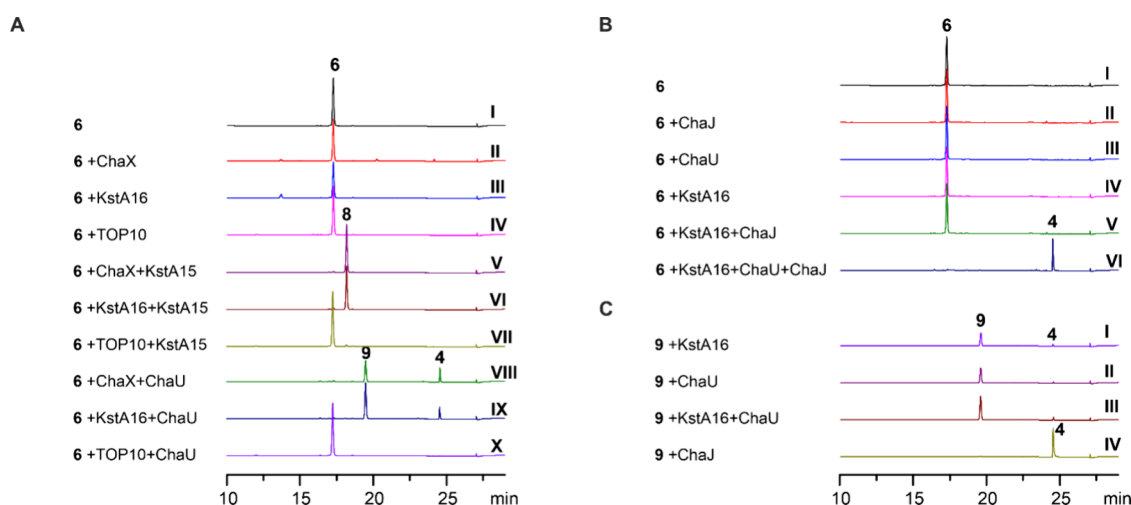 A
6
6
I
6 +ChaX
II
6 +KstA16
III
6 +TOP10
IV
8
6 +ChaX+KstA15
V
6 +KstA16+KstA15
VI
6 +TOP10+KstA15
VII
9
4
6 +ChaX+ChaU
VIII
6 +KstA16+ChaU
IX
6 +TOP10+ChaU
X
10 15 20 25 min
B
6
6
I
6 +ChaJ
II
6 +ChaU
III
6 +KstA16
IV
6 +KstA16+ChaJ
V
4
6 +KstA16+ChaU+ChaJ
VI
C
9
4
9 +KstA16
I
9 +ChaU
II
9 +KstA16+ChaU
III
4
9 +ChaJ
IV
10 15 20 25 min